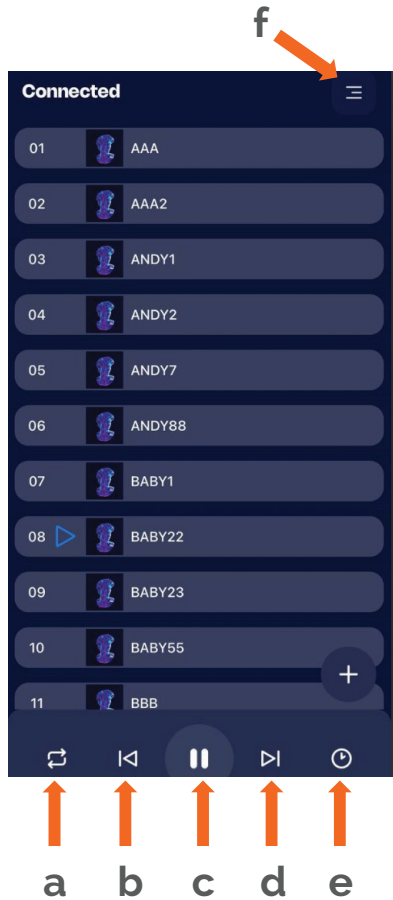 f
Connected
01 AAA
02 AAA2
03 ANDY1
04 ANDY2
05 ANDY7
06 ANDY88
07 BABY1
08 BABY22
09 BABY23
10 BABY55
11 BBB
a b c d e